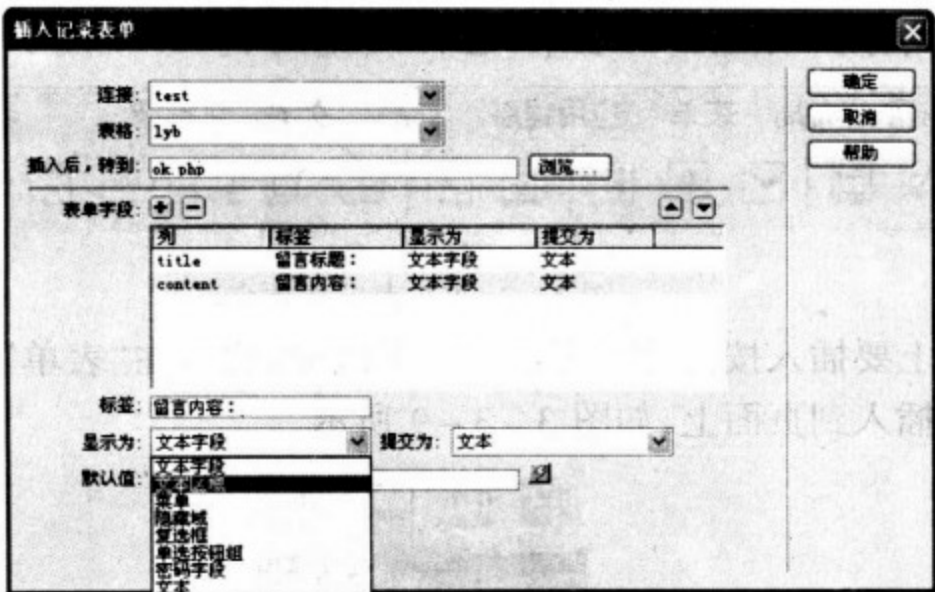 插入记录表单
连接: test
确定
表格: lyb
取消
插入后，转到: ok.php 浏览...
帮助
表单字段:
列 标签 显示为 提交为
title 留言标题： 文本字段 文本
content 留言内容： 文本字段 文本
标签: 留言内容：
显示为: 文本字段 提交为: 文本
文本字段
默认值:
菜单
隐藏域
复选框
单选按钮组
密码字段
文本